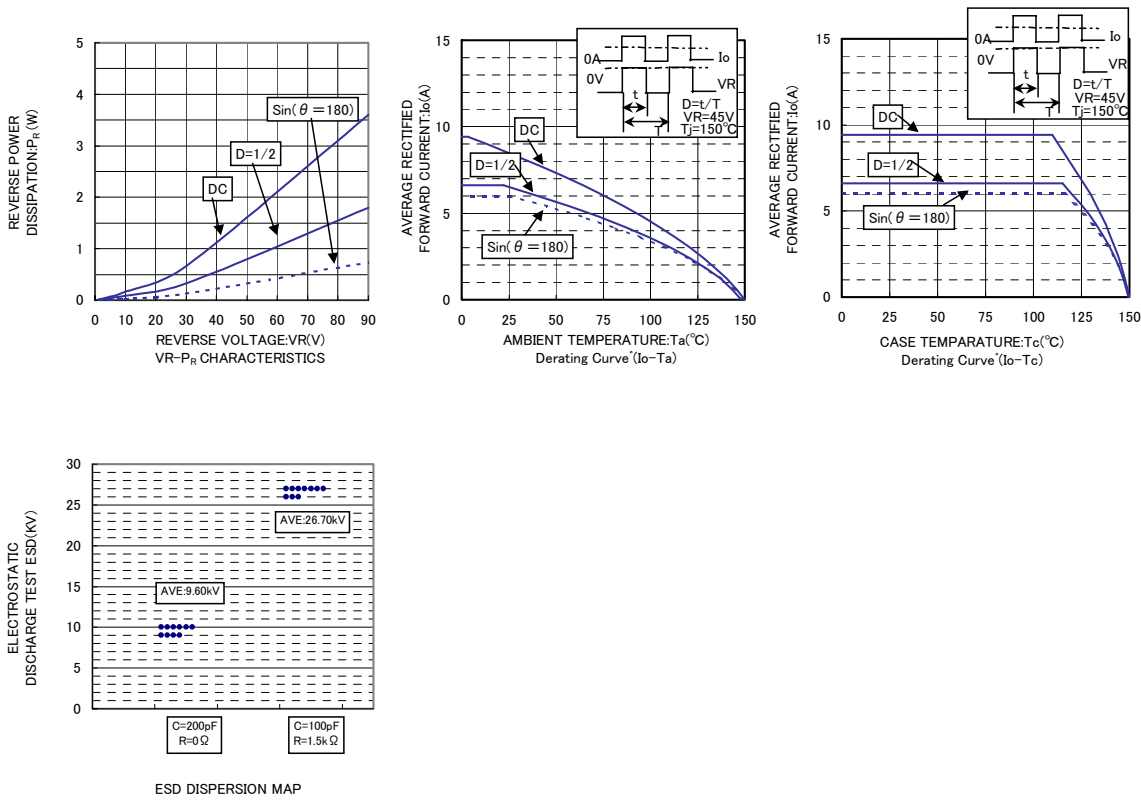 REVERSE POWER
DISSIPATION:PR (W)
5
4
3
2
1
0
Sin(θ=180)
D=1/2
DC
0 10 20 30 40 50 60 70 80 90
REVERSE VOLTAGE:VR(V)
VR-PR CHARACTERISTICS
AVERAGE RECTIFIED
FORWARD CURRENT:Io(A)
15
10
5
0
0A
Io
0V
VR
t
T
D=t/T
VR=45V
Tj=150℃
DC
D=1/2
Sin(θ=180)
0 25 50 75 100 125 150
AMBIENT TEMPERATURE:Ta(℃)
Derating Curve"(Io-Ta)
AVERAGE RECTIFIED
FORWARD CURRENT:Io(A)
15
10
5
0
0A
Io
0V
VR
t
T
D=t/T
VR=45V
Tj=150℃
DC
D=1/2
Sin(θ=180)
0 25 50 75 100 125 150
CASE TEMPARATURE:Tc(℃)
Derating Curve"(Io-Tc)
ELECTROSTATIC
DISCHARGE TEST ESD(KV)
30
25
20
15
10
5
0
AVE:26.70kV
AVE:9.60kV
C=200pF
R=0Ω
C=100pF
R=1.5kΩ
ESD DISPERSION MAP